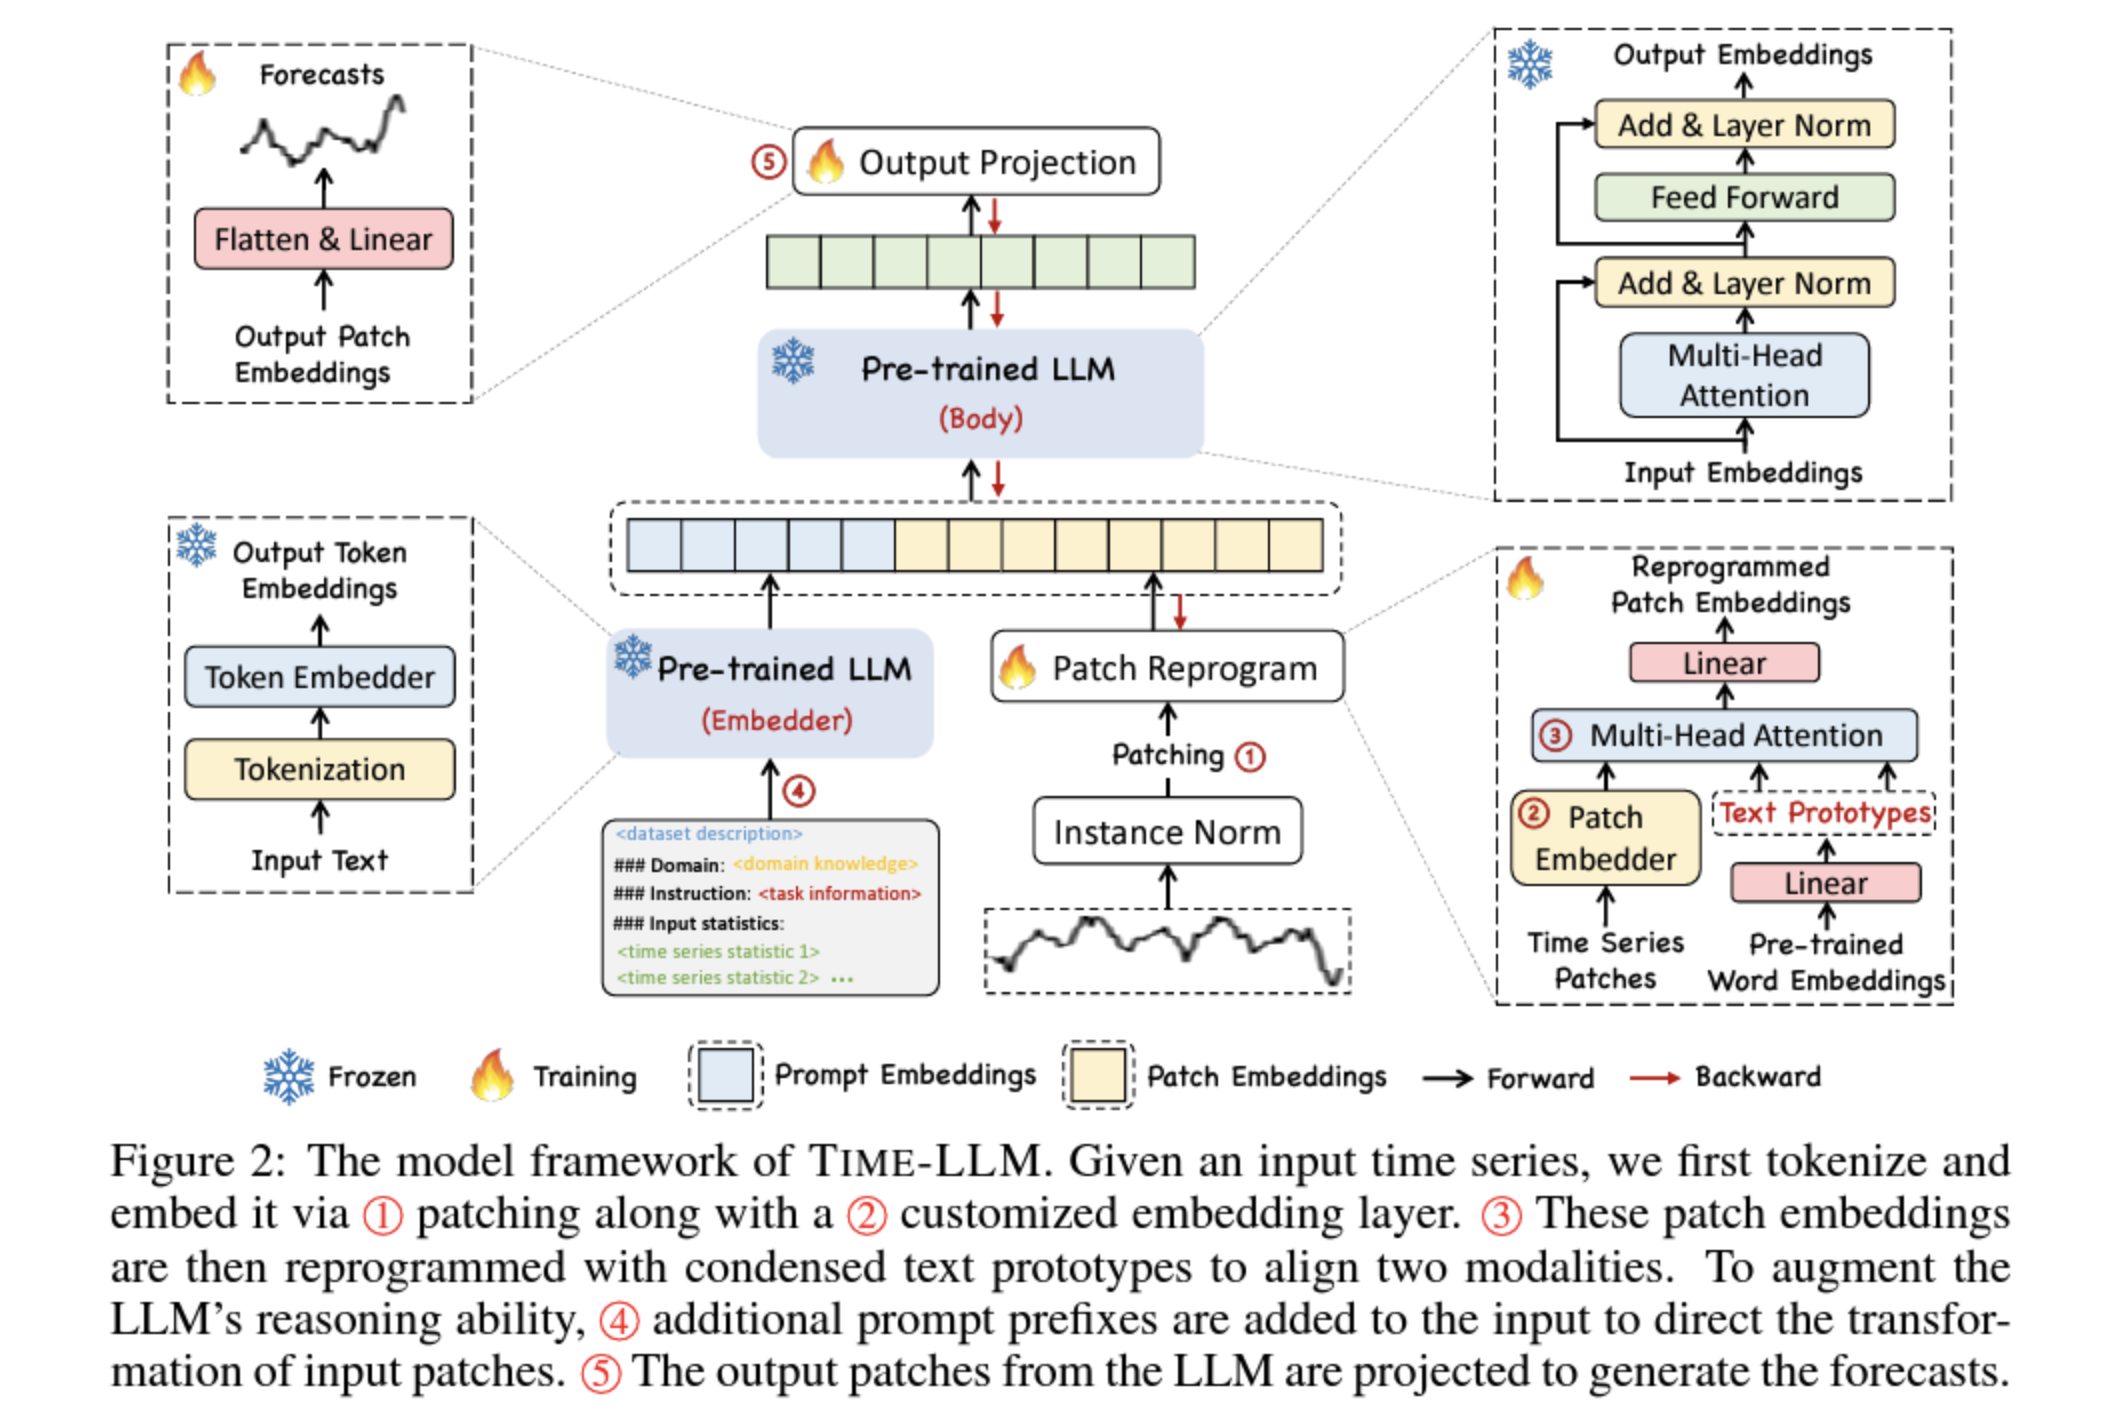 Forecasts
Flatten & Linear
Output Patch
Embeddings
⑤ Output Projection
Pre-trained LLM
(Body)
Output Embeddings
Add & Layer Norm
Feed Forward
Add & Layer Norm
Multi-Head
Attention
Input Embeddings
Output Token
Embeddings
Token Embedder
Tokenization
Input Text
Pre-trained LLM
(Embedder)
④
<dataset description>
### Domain: <domain knowledge>
### Instruction: <task information>
### Input statistics:
<time series statistic 1>
<time series statistic 2> ...
Patch Reprogram
Patching ①
Instance Norm
Reprogrammed
Patch Embeddings
Linear
③ Multi-Head Attention
② Patch
Embedder
Text Prototypes
Linear
Time Series
Patches
Pre-trained
Word Embeddings
Frozen Training Prompt Embeddings Patch Embeddings Forward Backward
Figure 2: The model framework of TIME-LLM. Given an input time series, we first tokenize and
embed it via ① patching along with a ② customized embedding layer. ③ These patch embeddings
are then reprogrammed with condensed text prototypes to align two modalities. To augment the
LLM's reasoning ability, ④ additional prompt prefixes are added to the input to direct the transfor-
mation of input patches. ⑤ The output patches from the LLM are projected to generate the forecasts.